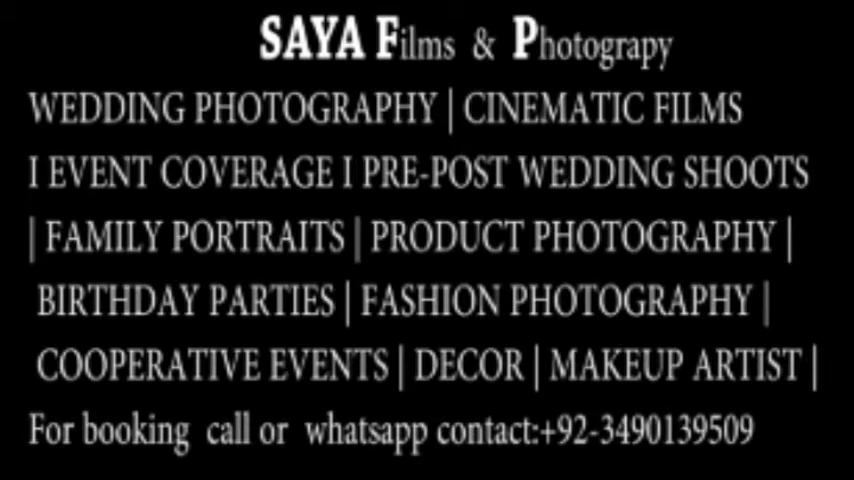 SAYA Films & Photograpy
WEDDING PHOTOGRAPHY | CINEMATIC FILMS
I EVENT COVERAGE I PRE-POST WEDDING SHOOTS
| FAMILY PORTRAITS | PRODUCT PHOTOGRAPHY |
BIRTHDAY PARTIES | FASHION PHOTOGRAPHY |
COOPERATIVE EVENTS | DECOR | MAKEUP ARTIST |
For booking call or whatsapp contact:+92-3490139509